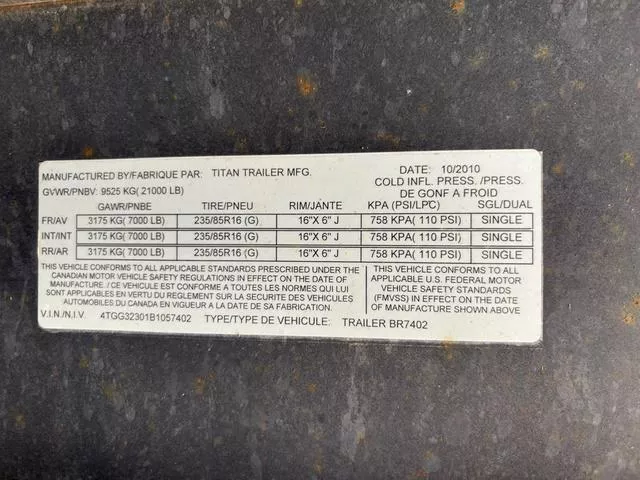 MANUFACTURED BY/FABRIQUE PAR: TITAN TRAILER MFG. DATE: 10/2010
GVWR/PNBV: 9525 KG( 21000 LB) COLD INFL. PRESS./PRESS.
DE GONF A FROID
GAWR/PNBE TIRE/PNEU RIM/JANTE KPA (PSI/LPC) SGL/DUAL
FR/AV 3175 KG( 7000 LB) 235/85R16 (G) 16"X 6" J 758 KPA( 110 PSI) SINGLE
INT/INT 3175 KG( 7000 LB) 235/85R16 (G) 16"X 6" J 758 KPA( 110 PSI) SINGLE
RR/AR 3175 KG( 7000 LB) 235/85R16 (G) 16"X 6" J 758 KPA( 110 PSI) SINGLE
THIS VEHICLE CONFORMS TO ALL APPLICABLE STANDARDS PRESCRIBED UNDER THE
CANADIAN MOTOR VEHICLE SAFETY REGULATIONS IN EFFECT ON THE DATE OF
MANUFACTURE. / CE VEHICULE EST CONFORME A TOUTES LES NORMES QUI LUI
SONT APPLICABLES EN VERTU DU REGLEMENT SUR LA SECURITE DES VEHICULES
AUTOMOBILES DU CANADA EN VIGUEUR A LA DATE DE SA FABRICATION.
THIS VEHICLE CONFORMS TO ALL
APPLICABLE U.S. FEDERAL MOTOR
VEHICLE SAFETY STANDARDS
(FMVSS) IN EFFECT ON THE DATE
OF MANUFACTURE SHOWN ABOVE
V.I.N./N.I.V. 4TGG32301B1057402 TYPE/TYPE DE VEHICULE: TRAILER BR7402